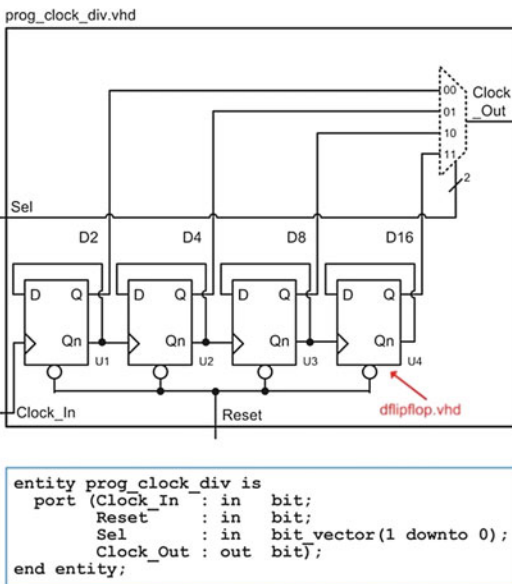 prog_clock_div.vhd
00
Clock
_Out
01
10
11
2
Sel
D2
D4
D8
D16
D
Q
Qn
U1
D
Q
Qn
U2
D
Q
Qn
U3
D
Q
Qn
U4
Clock_In
Reset
dflipflop.vhd
entity prog_clock_div is
port (Clock_In : in bit;
Reset : in bit;
Sel : in bit_vector(1 downto 0);
Clock_Out : out bit);
end entity;